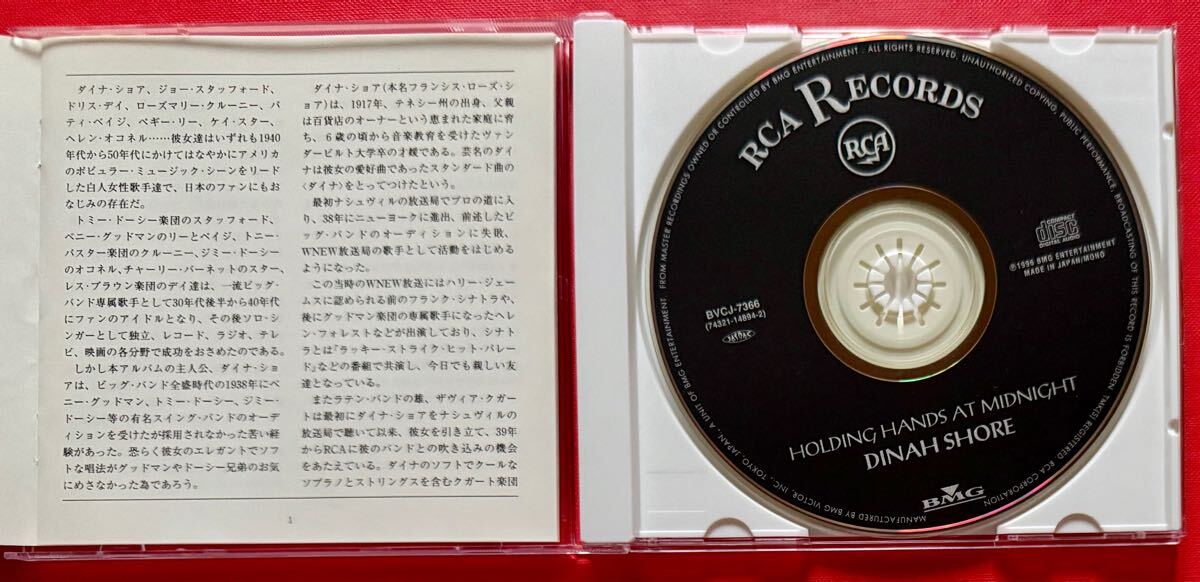 ダイナ・ショア、ジョー・スタッフォード、
ドリス・デイ、ローズマリー・クルーニー、パ
ティ・ペイジ、ペギー・リー、ケイ・スター、
ヘレン・オコネル……彼女達はいずれも1940
年代から50年代にかけてはなやかにアメリカ
のポピュラー・ミュージック・シーンをリード
した白人女性歌手達で、日本のファンにもお
なじみの存在だ。
トミー・ドーシー楽団のスタッフォード、
ベニー・グッドマンのリーとペイジ、トニー・
パスター楽団のクルーニー、ジミー・ドーシー
のオコネル、チャーリー・バーネットのスター、
レス・ブラウン楽団のデイ達は、一流ビッグ・
バンド専属歌手として30年代後半から40年代
にファンのアイドルとなり、その後ソロ・シ
ンガーとして独立、レコード、ラジオ、テレ
ビ、映画の各分野で成功をおさめたのである。
しかし本アルバムの主人公、ダイナ・ショ
アは、ビッグ・バンド全盛時代の1938年にベ
ニー・グッドマン、トミー・ドーシー、ジミー・
ドーシー等の有名スイング・バンドのオーデ
ィションを受けたが採用されなかった苦い経
験があった。恐らく彼女のエレガントでソフ
トな唱法がグッドマンやドーシー兄弟のお気
にめさなかった為であろう。
ダイナ・ショア(本名フランシス・ローズ・シ
ョア)は、1917年、テネシー州の出身、父親
は百貨店のオーナーという恵まれた家庭に育
ち、6歳の頃から音楽教育を受けたヴァン
ダービルト大学卒の才媛である。芸名のダイ
ナは彼女の愛好曲であったスタンダード曲の
〈ダイナ〉をとってつけたという。
最初ナシュヴィルの放送局でプロの道に入
り、38年にニューヨークに進出、前述したビ
ッグ・バンドのオーディションに失敗、
WNEW放送局の歌手として活動をはじめる
ようになった。
この当時のWNEW放送にはハリー・ジェー
ムスに認められる前のフランク・シナトラや、
後にグッドマン楽団の専属歌手になったヘレ
ン・フォレストなどが出演しており、シナト
ラとは『ラッキー・ストライク・ヒット・パレー
ド』などの番組で共演し、今日でも親しい友
達となっている。
またラテン・バンドの雄、ザヴィア・クガー
トは最初にダイナ・ショアをナシュヴィルの
放送局で聴いて以来、彼女を引き立て、39年
からRCAに彼のバンドとの吹き込みの機会
をあたえている。ダイナのソフトでクールな
ソプラノとストリングスを含むクガート楽団
4
RCA RECORDS
RCA
COMPACT
disc
DIGITAL AUDIO
℗1996 BMG ENTERTAINMENT
MADE IN JAPAN/MONO
BVCJ-7366
(74321-14894-2)
JASRAC
HOLDING HANDS AT MIDNIGHT
DINAH SHORE
BMG
MANUFACTURED BY BMG VICTOR, INC., TOKYO, JAPAN, A UNIT OF BMG ENTERTAINMENT. FROM MASTER RECORDINGS OWNED OR CONTROLLED BY BMG ENTERTAINMENT · ALL RIGHTS RESERVED. UNAUTHORIZED COPYING, PUBLIC PERFORMANCE, BROADCASTING OF THIS RECORD IS FORBIDDEN TMK(S) REGISTERED. RCA CORPORATION